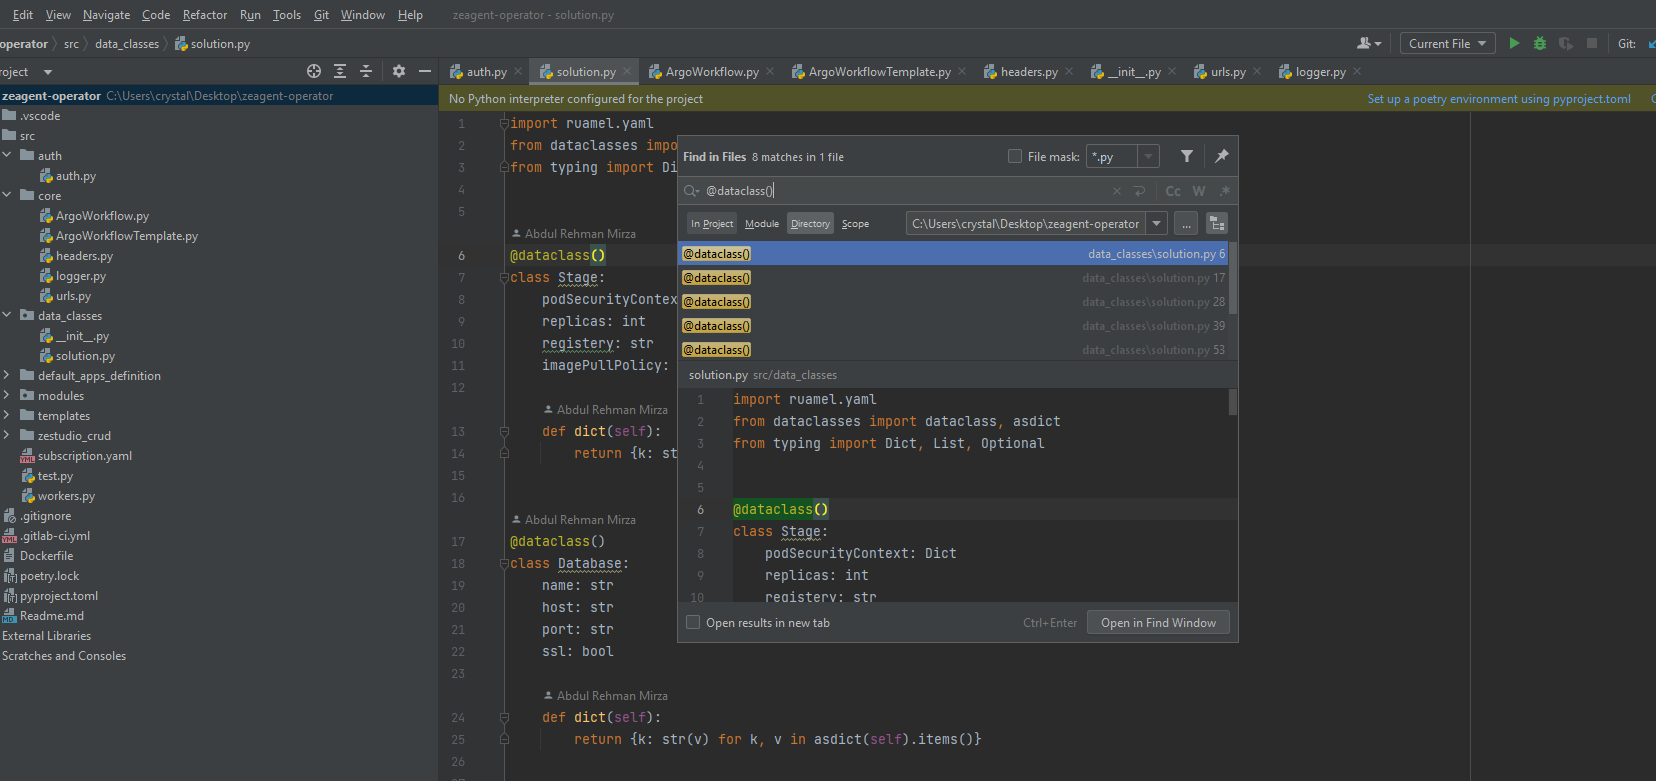 Edit View Navigate Code Refactor Run Tools Git Window Help zeagent-operator - solution.py
operator src data_classes solution.py Current File Git:
roject auth.py solution.py ArgoWorkflow.py ArgoWorkflowTemplate.py headers.py __init__.py urls.py logger.py
zeagent-operator C:\Users\crystal\Desktop\zeagent-operator
.vscode
src
auth
auth.py
core
ArgoWorkflow.py
ArgoWorkflowTemplate.py
headers.py
logger.py
urls.py
data_classes
__init__.py
solution.py
default_apps_definition
modules
templates
zestudio_crud
subscription.yaml
test.py
workers.py
.gitignore
.gitlab-ci.yml
Dockerfile
poetry.lock
pyproject.toml
Readme.md
External Libraries
Scratches and Consoles
No Python interpreter configured for the project Set up a poetry environment using pyproject.toml
1 import ruamel.yaml
2 from dataclasses impo
3 from typing import Di
4
5
Abdul Rehman Mirza
6 @dataclass()
7 class Stage:
8 podSecurityContex
9 replicas: int
10 registery: str
11 imagePullPolicy:
12
Abdul Rehman Mirza
13 def dict(self):
14 return {k: st
15
16
Abdul Rehman Mirza
17 @dataclass()
18 class Database:
19 name: str
20 host: str
21 port: str
22 ssl: bool
23
Abdul Rehman Mirza
24 def dict(self):
25 return {k: str(v) for k, v in asdict(self).items()}
26
Find in Files 8 matches in 1 file File mask: *.py
@dataclass() Cc W .*
In Project Module Directory Scope C:\Users\crystal\Desktop\zeagent-operator ...
@dataclass() data_classes\solution.py 6
@dataclass() data_classes\solution.py 17
@dataclass() data_classes\solution.py 28
@dataclass() data_classes\solution.py 39
@dataclass() data_classes\solution.py 53
solution.py src/data_classes
1 import ruamel.yaml
2 from dataclasses import dataclass, asdict
3 from typing import Dict, List, Optional
4
5
6 @dataclass()
7 class Stage:
8 podSecurityContext: Dict
9 replicas: int
10 registery: str
Open results in new tab Ctrl+Enter Open in Find Window